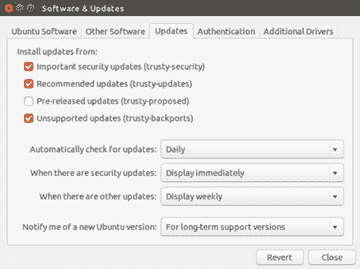 Software & Updates
Ubuntu Software Other Software Updates Authentication Additional Drivers
Install updates from:
Important security updates (trusty-security)
Recommended updates (trusty-updates)
Pre-released updates (trusty-proposed)
Unsupported updates (trusty-backports)
Automatically check for updates: Daily
When there are security updates: Display immediately
When there are other updates: Display weekly
Notify me of a new Ubuntu version: For long-term support versions
Revert Close